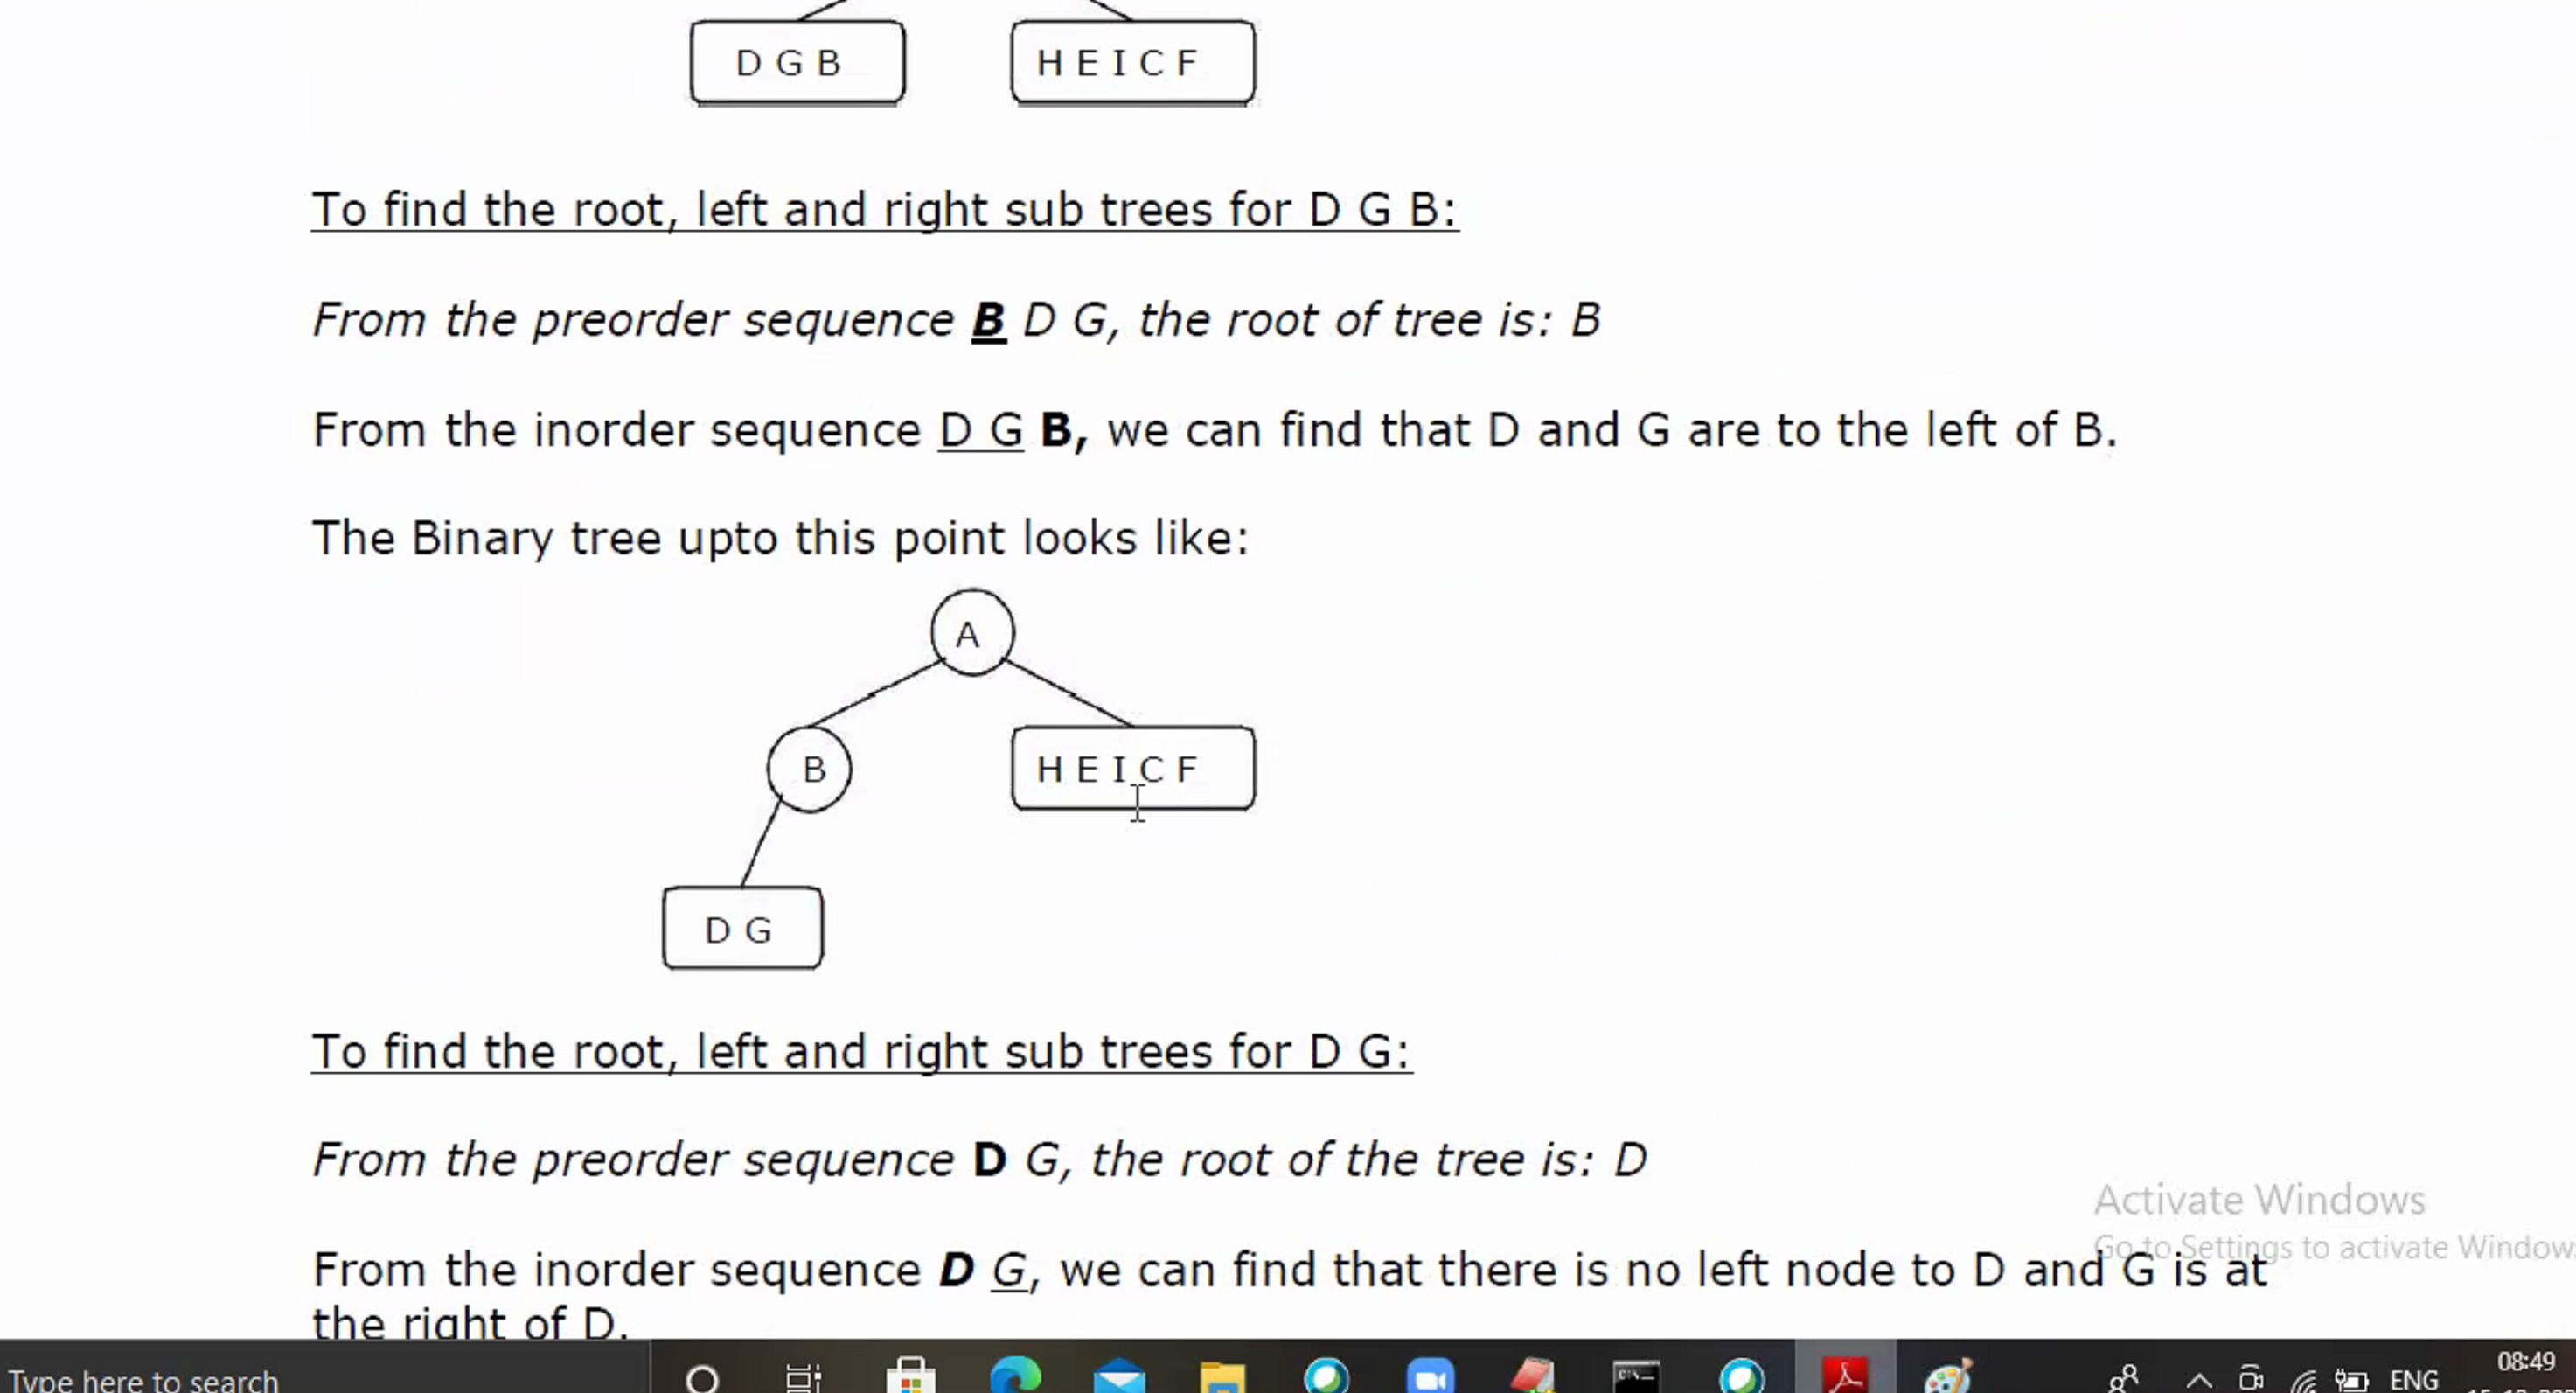 D G B
H E I C F
To find the root, left and right sub trees for D G B:
From the preorder sequence B D G, the root of tree is: B
From the inorder sequence D G B, we can find that D and G are to the left of B.
The Binary tree upto this point looks like:
A
B
H E I C F
D G
To find the root, left and right sub trees for D G:
From the preorder sequence D G, the root of the tree is: D
Activate Windows
Go to Settings to activate Window
From the inorder sequence D G, we can find that there is no left node to D and G is at
the right of D.
Type here to search
ENG
08:49